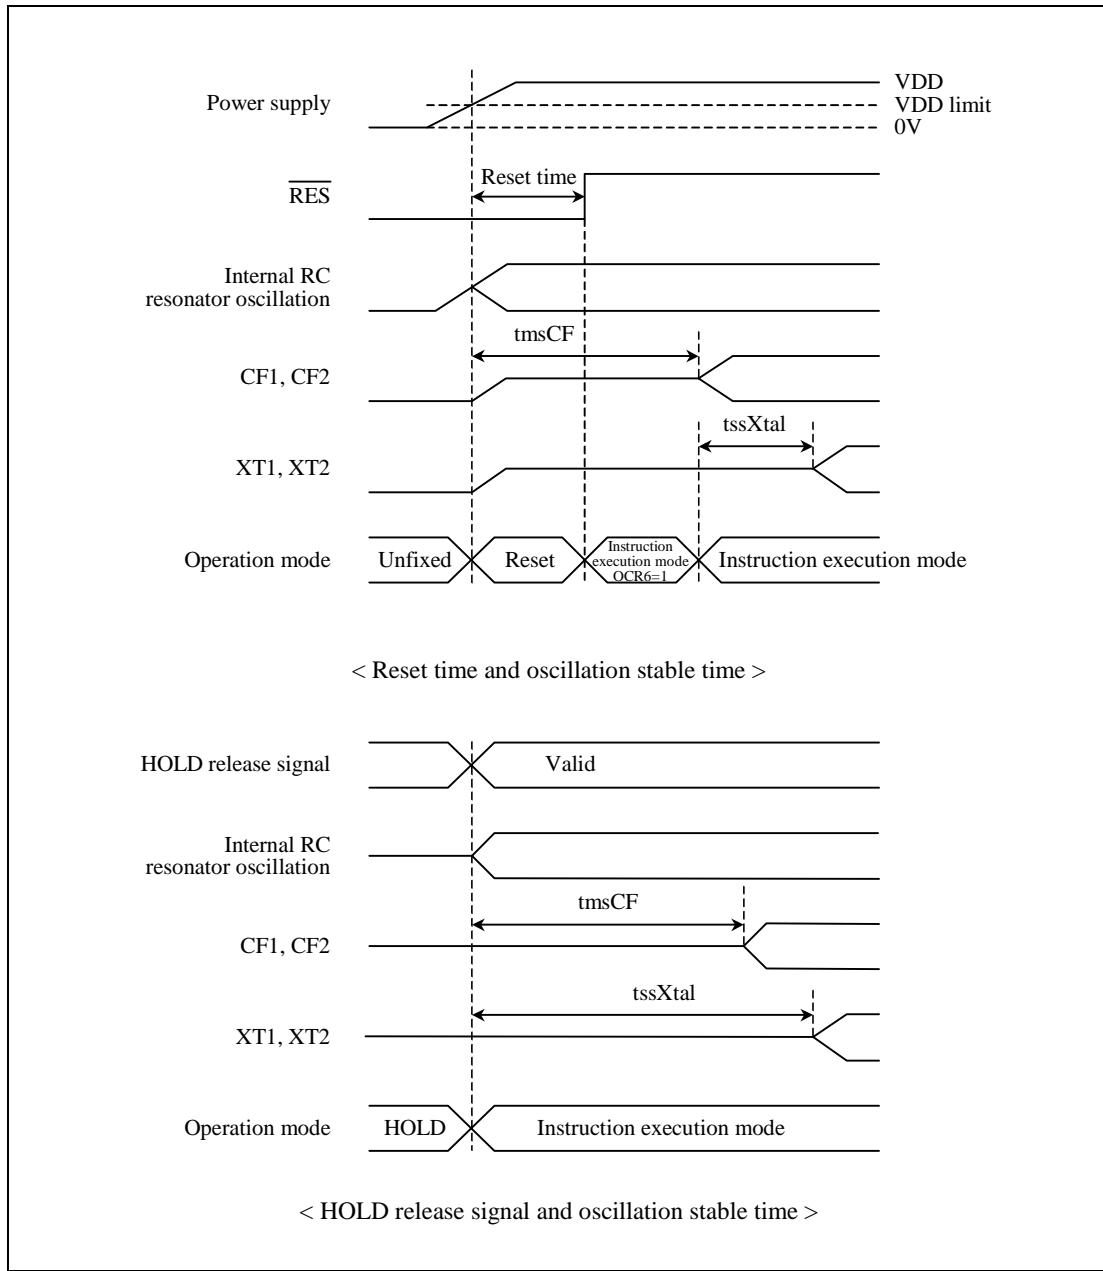 VDD
Power supply
VDD limit
0V
RES
Reset time
Internal RC
resonator oscillation
tmsCF
CF1, CF2
tssXtal
XT1, XT2
Operation mode
Unfixed
Reset
Instruction
execution mode
OCR6=1
Instruction execution mode
< Reset time and oscillation stable time >
HOLD release signal
Valid
Internal RC
resonator oscillation
tmsCF
CF1, CF2
tssXtal
XT1, XT2
Operation mode
HOLD
Instruction execution mode
< HOLD release signal and oscillation stable time >